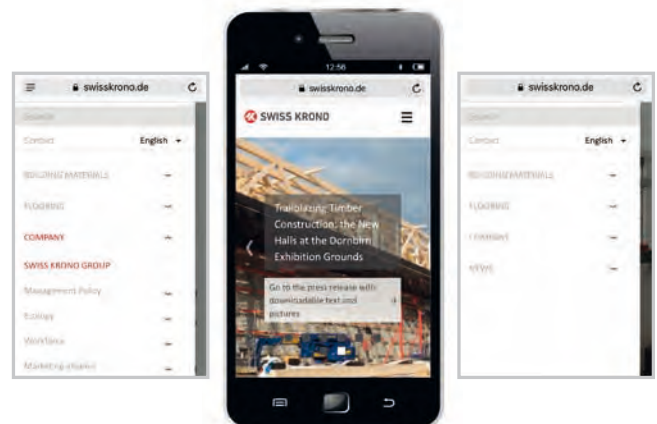 swisskrono.de
Search
Contact English
BUILDING MATERIALS
FLOORING
COMPANY
SWISS KRONO GROUP
Management Policy
Ecology
Workforce
12:56
swisskrono.de
SWISS KRONO
Trailblazing Timber
Construction: the New
Halls at the Dornbirn
Exhibition Grounds
Go to the press release with
downloadable text and
pictures
swisskrono.de
Search
Contact English
BUILDING MATERIALS
FLOORING
COMPANY
NEWS